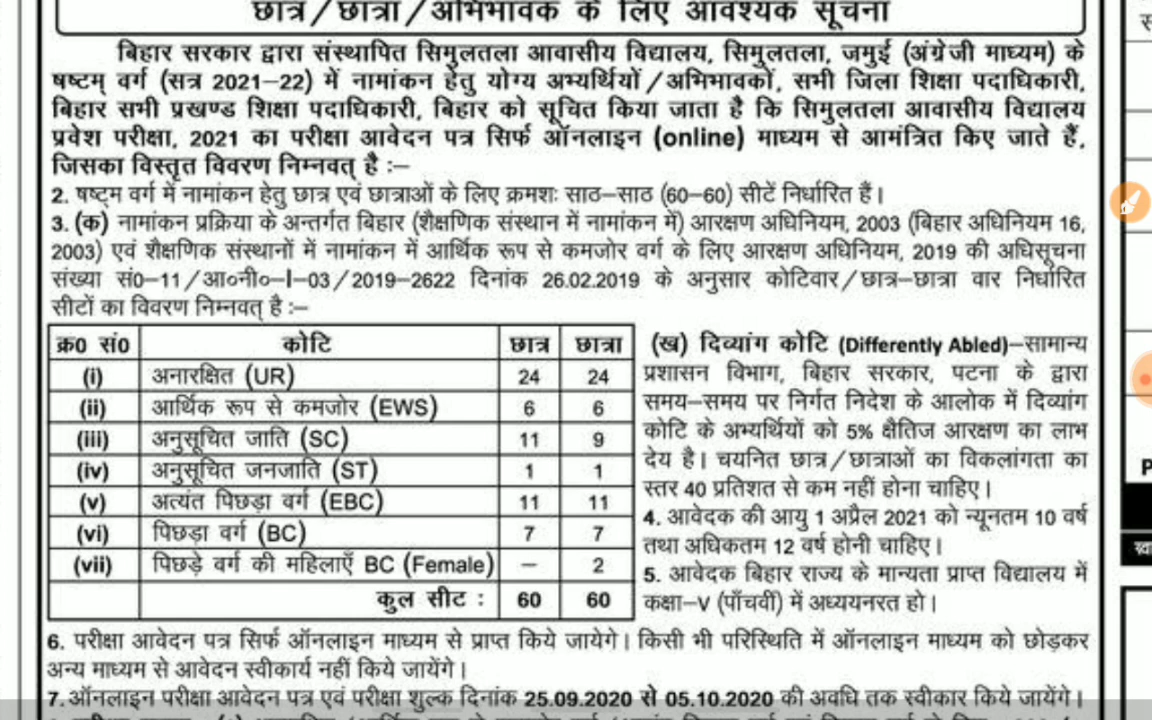 छात्र/छात्रा/अभिभावक के लिए आवश्यक सूचना
बिहार सरकार द्वारा संस्थापित सिमुलतला आवासीय विद्यालय, सिमुलतला, जमुई (अंग्रेजी माध्यम) के
षष्टम् वर्ग (सत्र 2021–22) में नामांकन हेतु योग्य अभ्यर्थियों/अभिभावकों, सभी जिला शिक्षा पदाधिकारी,
बिहार सभी प्रखण्ड शिक्षा पदाधिकारी, बिहार को सूचित किया जाता है कि सिमुलतला आवासीय विद्यालय
प्रवेश परीक्षा, 2021 का परीक्षा आवेदन पत्र सिर्फ ऑनलाइन (online) माध्यम से आमंत्रित किए जाते हैं,
जिसका विस्तृत विवरण निम्नवत् है :–
2. षष्ट्म वर्ग में नामांकन हेतु छात्र एवं छात्राओं के लिए क्रमशः साठ–साठ (60–60) सीटें निर्धारित हैं।
3. (क) नामांकन प्रक्रिया के अन्तर्गत बिहार (शैक्षणिक संस्थान में नामांकन में) आरक्षण अधिनियम, 2003 (बिहार अधिनियम 16,
2003) एवं शैक्षणिक संस्थानों में नामांकन में आर्थिक रूप से कमजोर वर्ग के लिए आरक्षण अधिनियम, 2019 की अधिसूचना
संख्या सं0–11/आ०नी०–I–03/2019–2622 दिनांक 26.02.2019 के अनुसार कोटिवार/छात्र–छात्रा वार निर्धारित
सीटों का विवरण निम्नवत् है :–
क्र0 सं0 कोटि छात्र छात्रा
(i) अनारक्षित (UR) 24 24
(ii) आर्थिक रूप से कमजोर (EWS) 6 6
(iii) अनुसूचित जाति (SC) 11 9
(iv) अनुसूचित जनजाति (ST) 1 1
(v) अत्यंत पिछड़ा वर्ग (EBC) 11 11
(vi) पिछड़ा वर्ग (BC) 7 7
(vii) पिछड़े वर्ग की महिलाएँ BC (Female) – 2
कुल सीट : 60 60
(ख) दिव्यांग कोटि (Differently Abled)–सामान्य
प्रशासन विभाग, बिहार सरकार, पटना के द्वारा
समय–समय पर निर्गत निदेश के आलोक में दिव्यांग
कोटि के अभ्यर्थियों को 5% क्षैतिज आरक्षण का लाभ
देय है। चयनित छात्र/छात्राओं का विकलांगता का
स्तर 40 प्रतिशत से कम नहीं होना चाहिए।
4. आवेदक की आयु 1 अप्रैल 2021 को न्यूनतम 10 वर्ष
तथा अधिकतम 12 वर्ष होनी चाहिए।
5. आवेदक बिहार राज्य के मान्यता प्राप्त विद्यालय में
कक्षा–V (पाँचवीं) में अध्ययनरत हो।
6. परीक्षा आवेदन पत्र सिर्फ ऑनलाइन माध्यम से प्राप्त किये जायेगे। किसी भी परिस्थिति में ऑनलाइन माध्यम को छोड़कर
अन्य माध्यम से आवेदन स्वीकार्य नहीं किये जायेंगे।
7. ऑनलाइन परीक्षा आवेदन पत्र एवं परीक्षा शुल्क दिनांक 25.09.2020 से 05.10.2020 की अवधि तक स्वीकार किये जायेंगे।